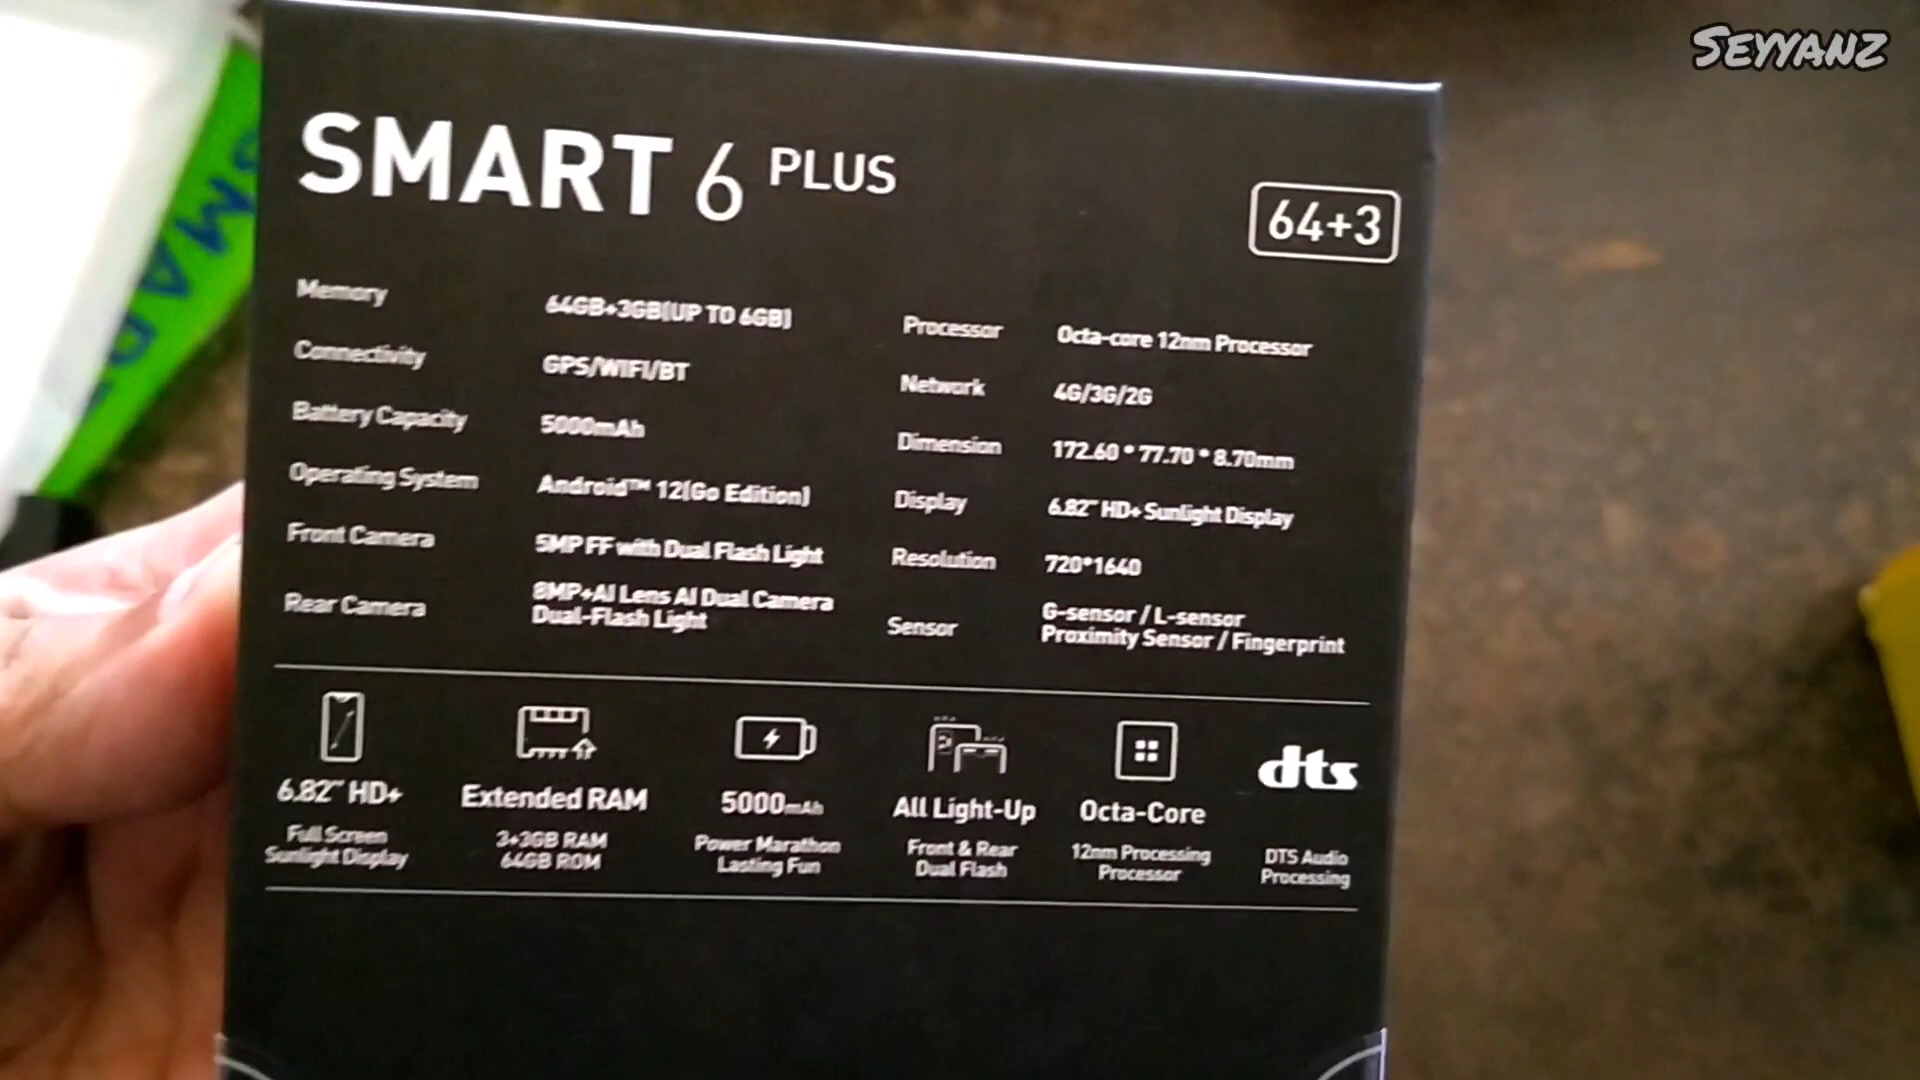 SEYYANZ
SMART 6 PLUS
64+3
Memory 64GB+3GB(UP TO 6GB)
Connectivity GPS/WIFI/BT
Battery Capacity 5000mAh
Operating System Android™ 12(Go Edition)
Front Camera 5MP FF with Dual Flash Light
Rear Camera 8MP+AI Lens AI Dual Camera
Dual-Flash Light
Processor Octa-core 12nm Processor
Network 4G/3G/2G
Dimension 172.60*77.70*8.70mm
Display 6.82" HD+ Sunlight Display
Resolution 720*1640
Sensor G-sensor / L-sensor
Proximity Sensor / Fingerprint
6.82" HD+
Full Screen
Sunlight Display
Extended RAM
3+3GB RAM
64GB ROM
5000mAh
Power Marathon
Lasting Fun
All Light-Up
Front & Rear
Dual Flash
Octa-Core
12nm Processing
Processor
dts
DTS Audio
Processing